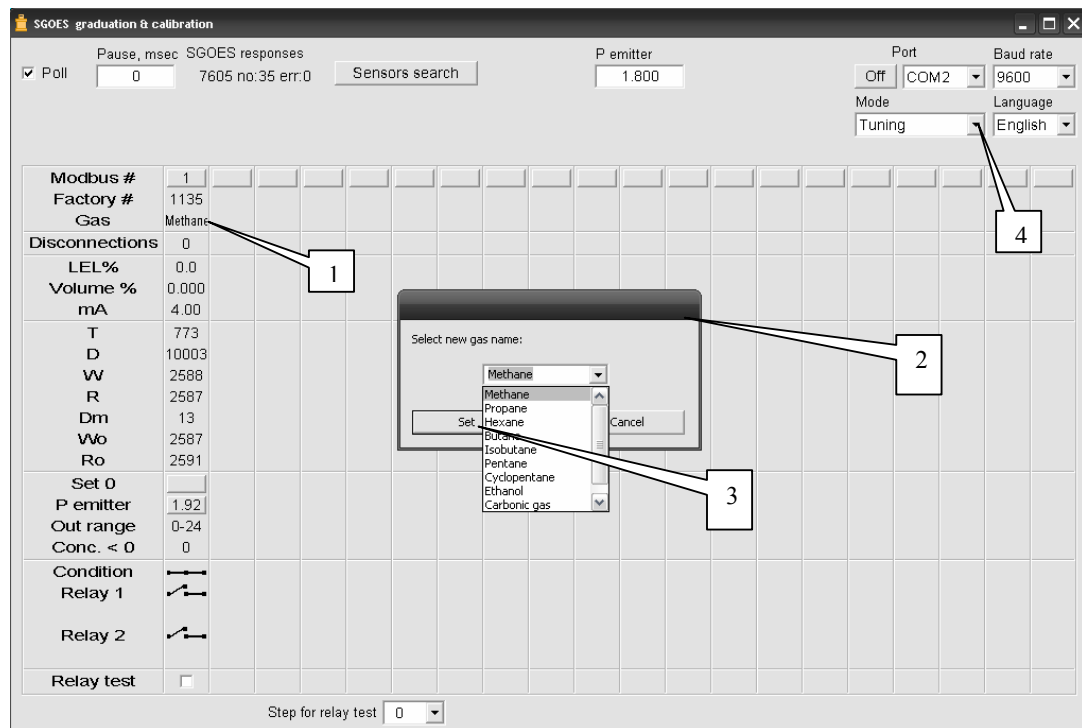 SGOES graduation & calibration
Pause, msec SGOES responses P emitter Port Baud rate
Poll 0 7605 no:35 err:0 Sensors search 1.800 Off COM2 9600
Mode Language
Tuning English
Modbus # 1
Factory # 1135
Gas Methane
Disconnections 0
LEL% 0.0
Volume % 0.000
mA 4.00
T 773
D 10003
W 2588
R 2587
Dm 13
Wo 2587
Ro 2591
Set 0
P emitter 1.92
Out range 0-24
Conc. < 0 0
Condition
Relay 1
Relay 2
Relay test
Step for relay test 0
Select new gas name:
Methane
Methane
Propane
Set Hexane Cancel
Butane
Isobutane
Pentane
Cyclopentane
Ethanol
Carbonic gas
1
2
3
4